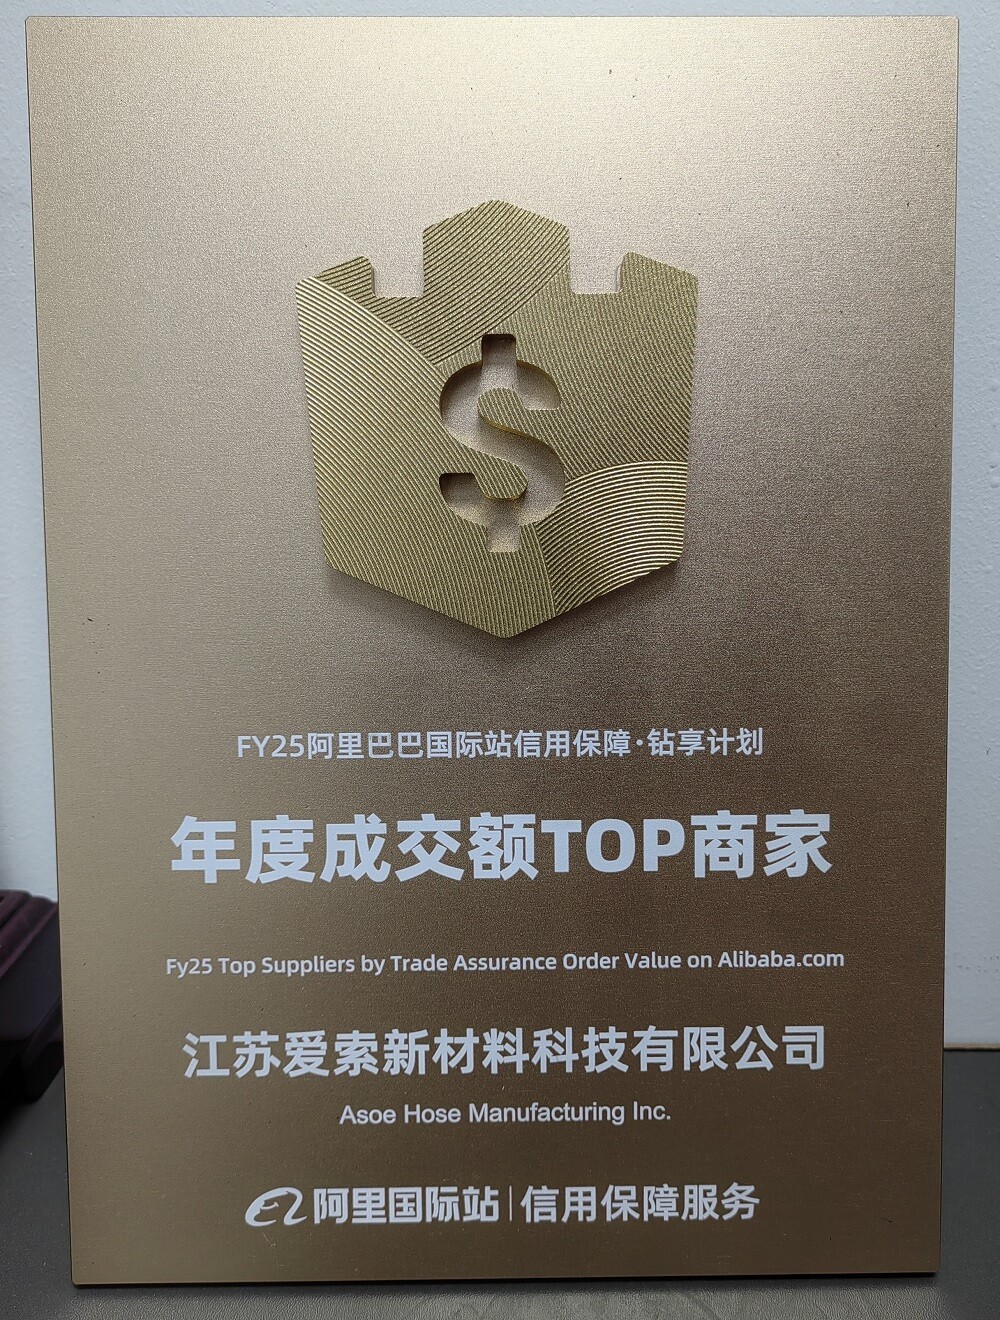 FY25阿里巴巴国际站信用保障·钻享计划
年度成交额TOP商家
Fy25 Top Suppliers by Trade Assurance Order Value on Alibaba.com
江苏爱索新材料科技有限公司
Asoe Hose Manufacturing Inc.
阿里国际站|信用保障服务